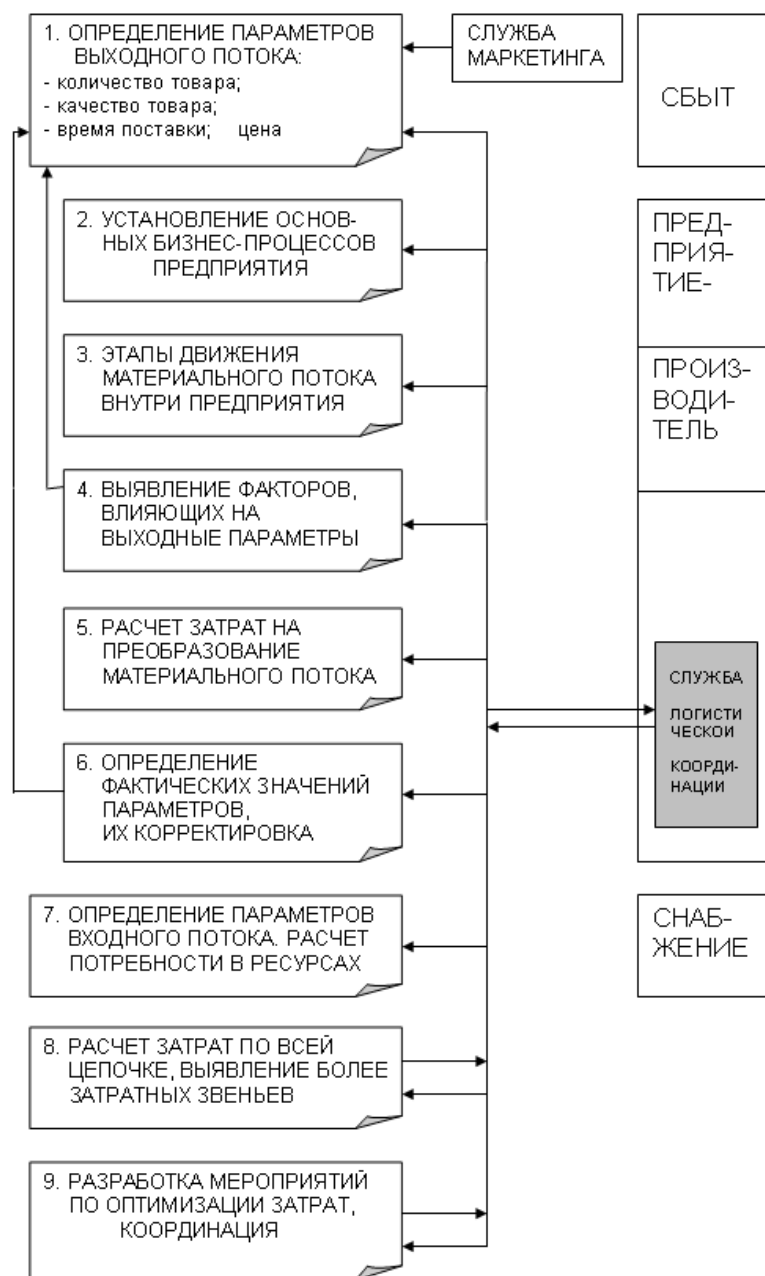 1. ОПРЕДЕЛЕНИЕ ПАРАМЕТРОВ
ВЫХОДНОГО ПОТОКА:
- количество товара;
- качество товара;
- время поставки; цена
СЛУЖБА
МАРКЕТИНГА
СБЫТ
2. УСТАНОВЛЕНИЕ ОСНОВ-
НЫХ БИЗНЕС-ПРОЦЕССОВ
ПРЕДПРИЯТИЯ
ПРЕД-
ПРИЯ-
ТИЕ-
3. ЭТАПЫ ДВИЖЕНИЯ
МАТЕРИАЛЬНОГО ПОТОКА
ВНУТРИ ПРЕДПРИЯТИЯ
ПРОИЗ-
ВОДИ-
ТЕЛЬ
4. ВЫЯВЛЕНИЕ ФАКТОРОВ,
ВЛИЯЮЩИХ НА
ВЫХОДНЫЕ ПАРАМЕТРЫ
5. РАСЧЕТ ЗАТРАТ НА
ПРЕОБРАЗОВАНИЕ
МАТЕРИАЛЬНОГО ПОТОКА
СЛУЖБА
ЛОГИСТИ
ЧЕСКОЙ
КООРДИ-
НАЦИИ
6. ОПРЕДЕЛЕНИЕ
ФАКТИЧЕСКИХ ЗНАЧЕНИЙ
ПАРАМЕТРОВ,
ИХ КОРРЕКТИРОВКА
7. ОПРЕДЕЛЕНИЕ ПАРАМЕТРОВ
ВХОДНОГО ПОТОКА. РАСЧЕТ
ПОТРЕБНОСТИ В РЕСУРСАХ
СНАБ-
ЖЕНИЕ
8. РАСЧЕТ ЗАТРАТ ПО ВСЕЙ
ЦЕПОЧКЕ, ВЫЯВЛЕНИЕ БОЛЕЕ
ЗАТРАТНЫХ ЗВЕНЬЕВ
9. РАЗРАБОТКА МЕРОПРИЯТИЙ
ПО ОПТИМИЗАЦИИ ЗАТРАТ,
КООРДИНАЦИЯ